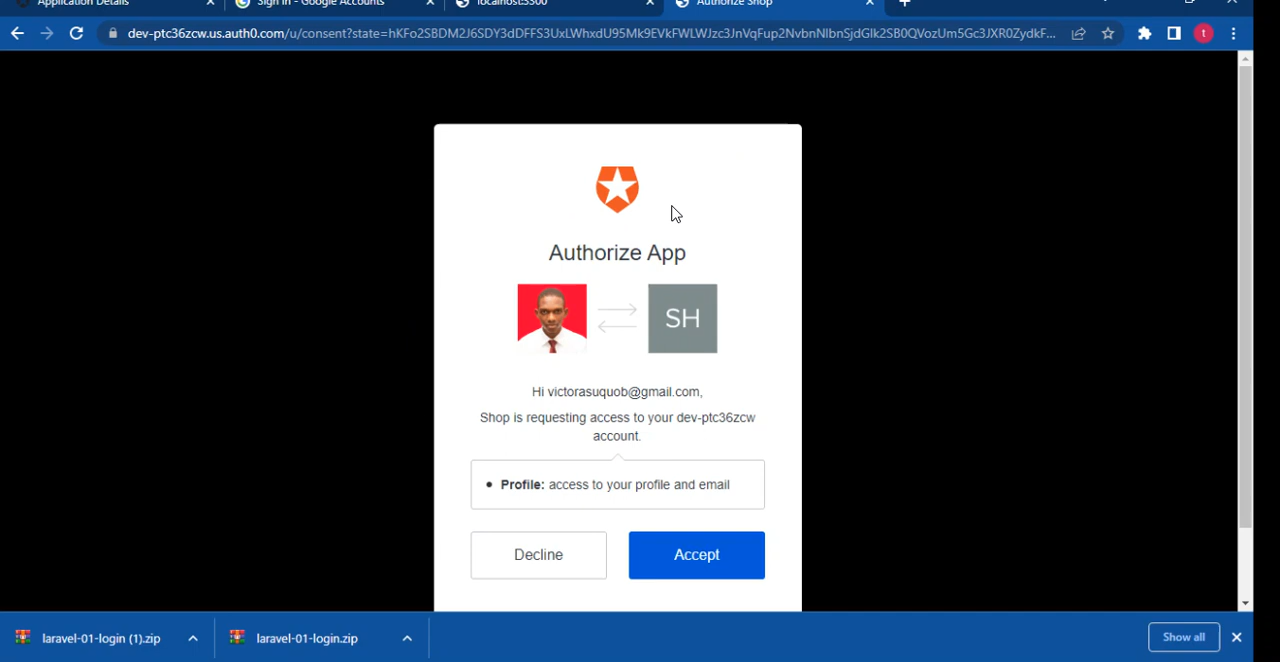 Application Details
Sign in - Google Accounts
localhost:3300
Authorize Shop
dev-ptc36zcw.us.auth0.com/u/consent?state=hKFo2SBDM2J6SDY3dDFFS3UxLWhxdU95Mk9EVkFWLWJzc3JnVqFup2NvbnNlbnSjdGlk2SB0QVozUm5Gc3JXR0ZydkF...
t
Authorize App
SH
Hi victorasuquob@gmail.com,
Shop is requesting access to your dev-ptc36zcw
account.
Profile: access to your profile and email
Decline
Accept
laravel-01-login (1).zip
laravel-01-login.zip
Show all